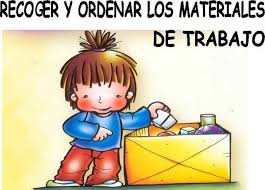 RECOGER Y ORDENAR LOS MATERIALES
DE TRABAJO